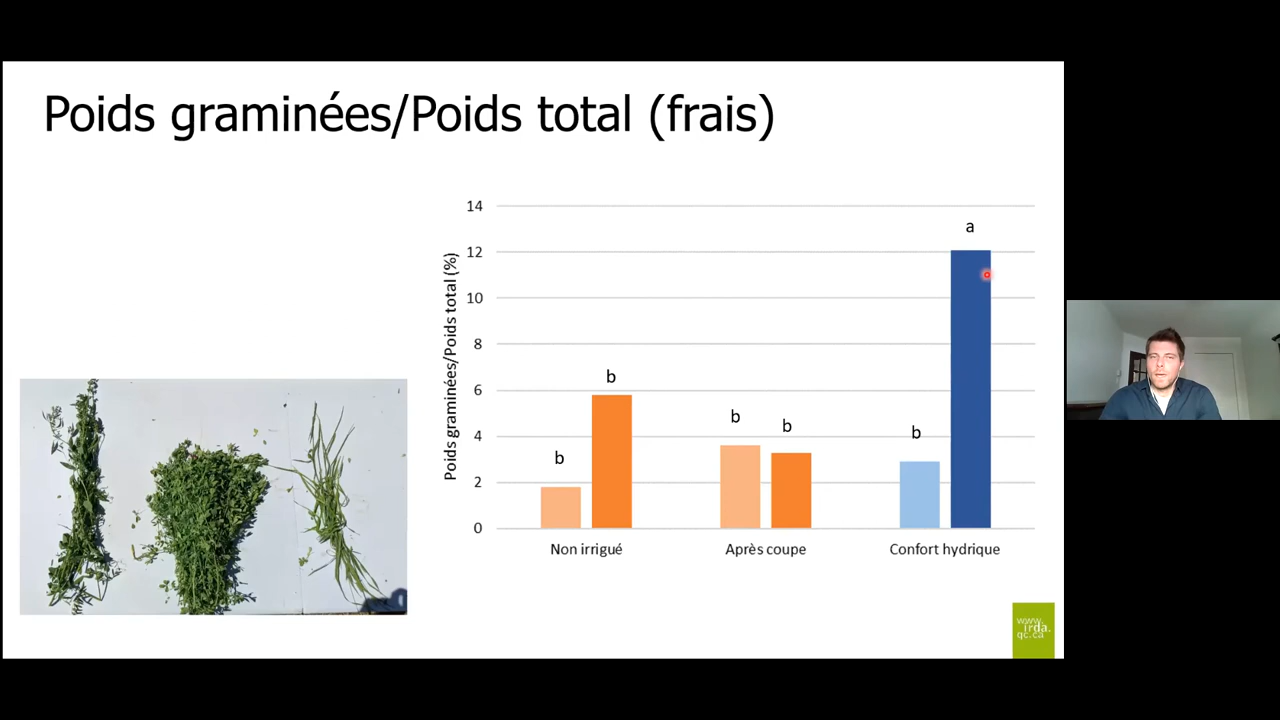 Poids graminées/Poids total (frais)
Poids graminées/Poids total (%)
14
12
10
8
6
4
2
0
b
b
b
b
b
a
Non irrigué
Après coupe
Confort hydrique
www.
irda.
qc.ca